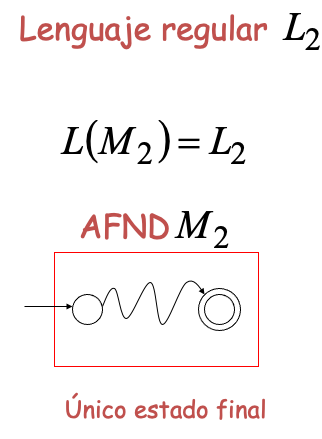 Lenguaje regular L₂
L(M₂) = L₂
AFND M₂
Único estado final